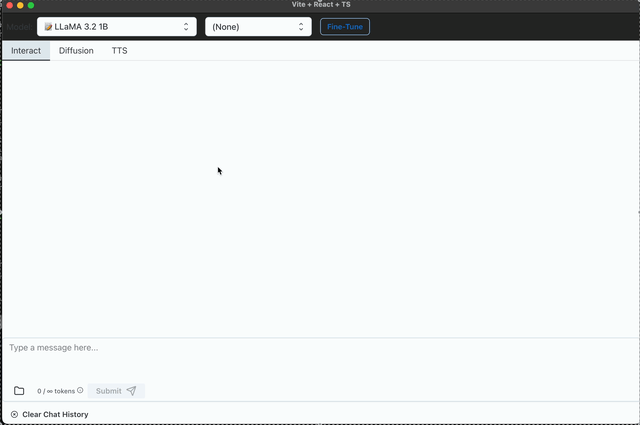 Vite + React + TS
Model: LLaMA 3.2 1B (None) Fine-Tune
Interact Diffusion TTS
Type a message here...
0 / ∞ tokens Submit
Clear Chat History